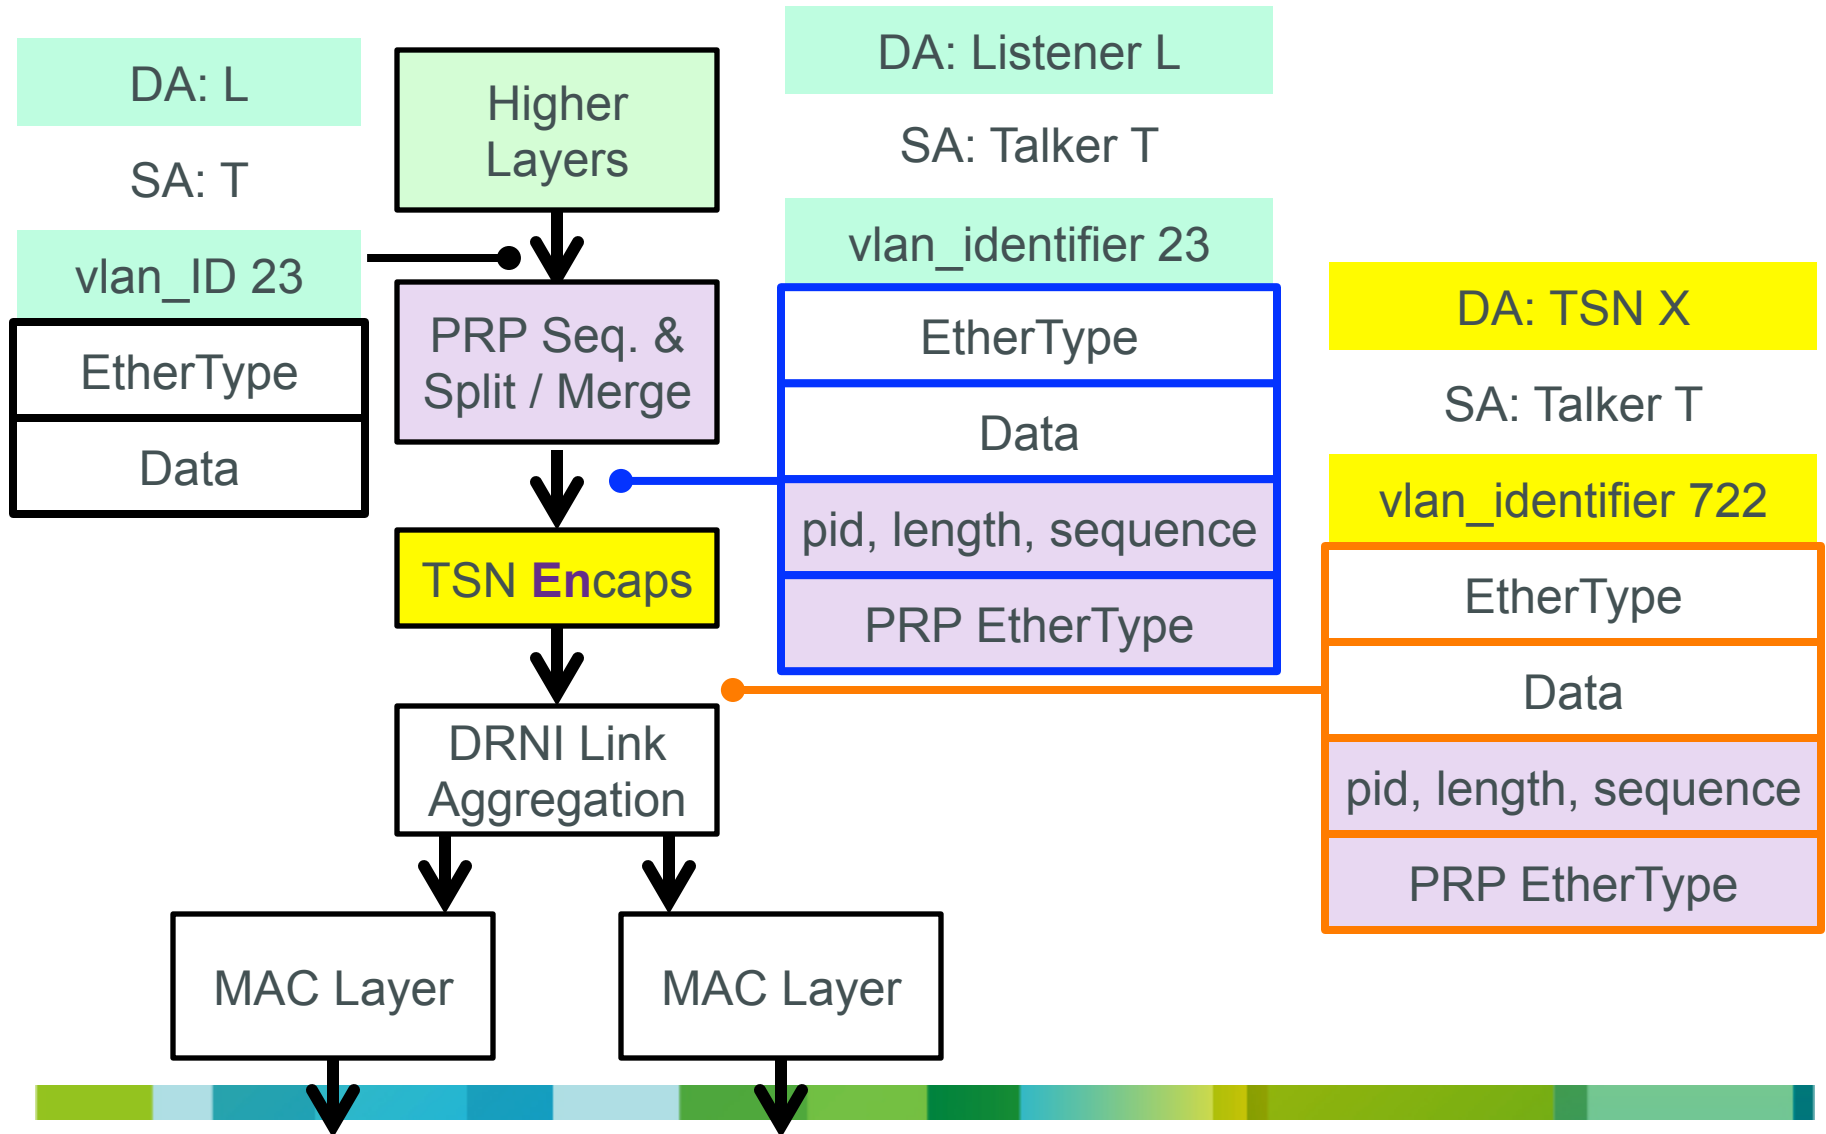 DA: L
SA: T
vlan_ID 23
EtherType
Data
Higher
Layers
PRP Seq. &
Split / Merge
TSN Encaps
DRNI Link
Aggregation
MAC Layer
MAC Layer
DA: Listener L
SA: Talker T
vlan_identifier 23
EtherType
Data
pid, length, sequence
PRP EtherType
DA: TSN X
SA: Talker T
vlan_identifier 722
EtherType
Data
pid, length, sequence
PRP EtherType